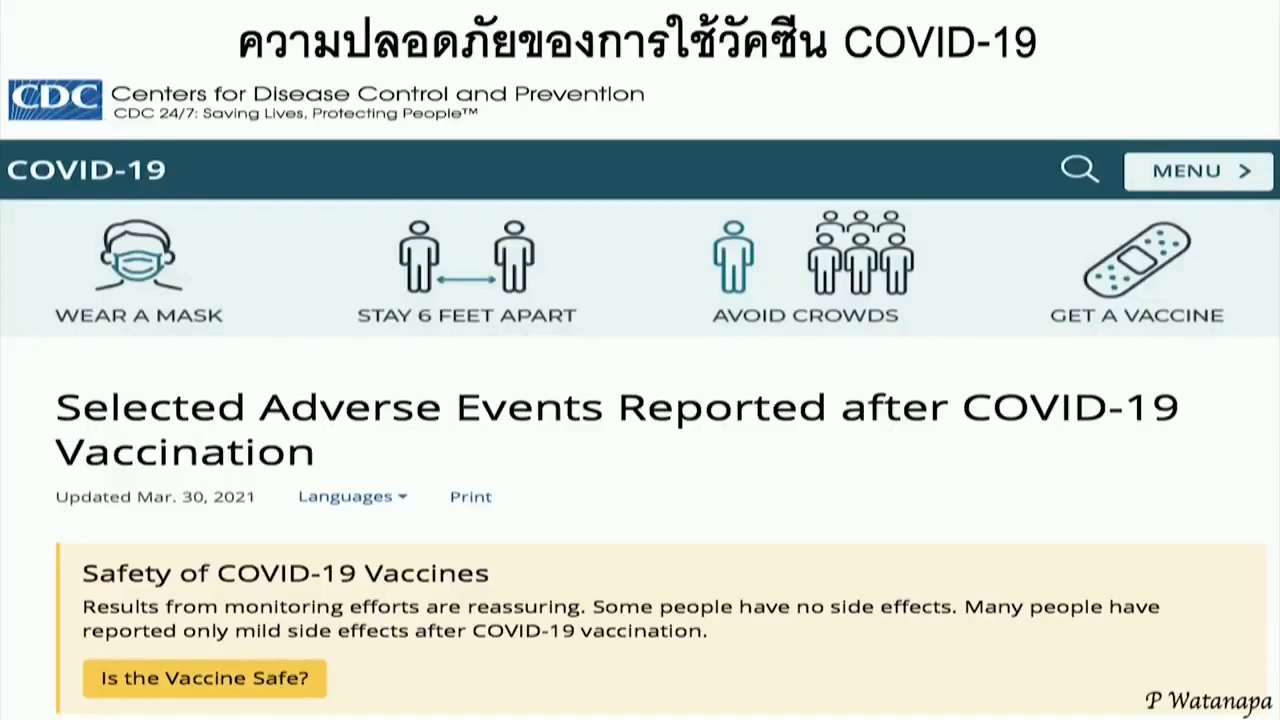 ความปลอดภัยของการใช้วัคซีน COVID-19
CDC Centers for Disease Control and Prevention
CDC 24/7: Saving Lives, Protecting People™
COVID-19
MENU >
WEAR A MASK
STAY 6 FEET APART
AVOID CROWDS
GET A VACCINE
Selected Adverse Events Reported after COVID-19
Vaccination
Updated Mar. 30, 2021
Languages
Print
Safety of COVID-19 Vaccines
Results from monitoring efforts are reassuring. Some people have no side effects. Many people have
reported only mild side effects after COVID-19 vaccination.
Is the Vaccine Safe?
P Watanapa